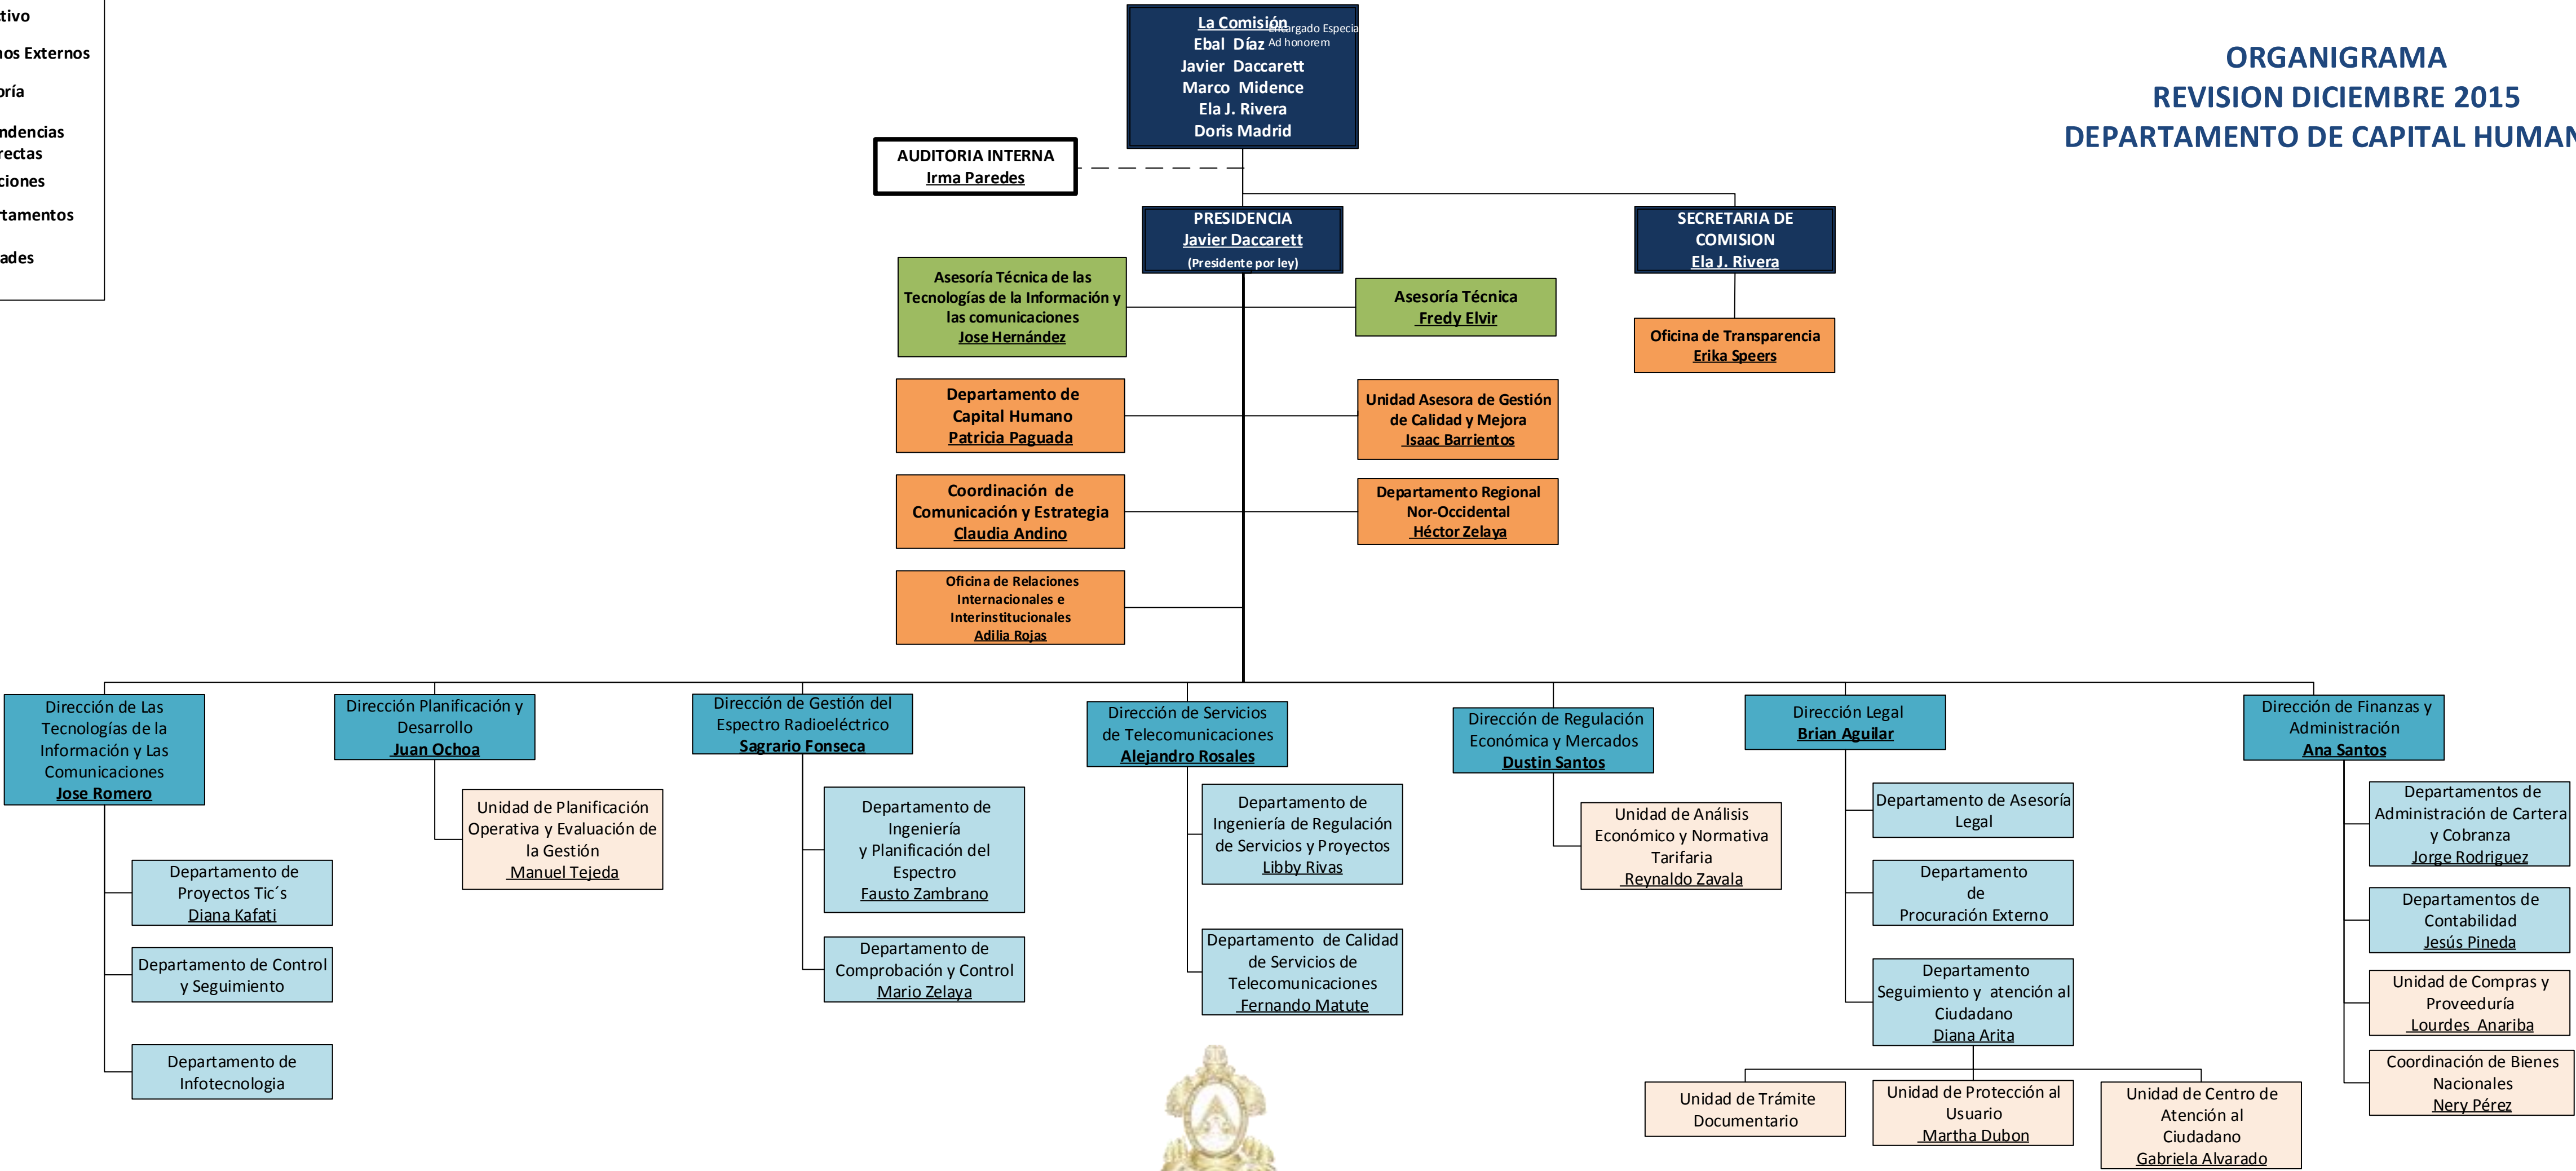 La Comisión
Ebal Díaz
Ad honorem
Javier Daccarett
Marco Midence
Ela J. Rivera
Doris Madrid
ORGANIGRAMA
REVISION DICIEMBRE 2015
DEPARTAMENTO DE CAPITAL
AUDITORIA INTERNA
Irma Paredes
PRESIDENCIA
Javier Daccarett
(Presidente por ley)
SECRETARIA DE
COMISION
Ela J. Rivera
Asesoría Técnica de las
Tecnologías de la Información y
las comunicaciones
Jose Hernández
Asesoría Técnica
Fredy Elvir
Oficina de Transparencia
Erika Speers
Departamento de
Capital Humano
Patricia Paguada
Unidad Asesora de Gestión
de Calidad y Mejora
Isaac Barrientos
Coordinación de
Comunicación y Estrategia
Claudia Andino
Departamento Regional
Nor-Occidental
Héctor Zelaya
Oficina de Relaciones
Internacionales e
Interinstitucionales
Adilia Rojas
Dirección de Las
Tecnologías de la
Información y Las
Comunicaciones
Jose Romero
Departamento de
Proyectos Tic´s
Diana Kafati
Departamento de Control
y Seguimiento
Departamento de
Infotecnologia
Dirección Planificación y
Desarrollo
Juan Ochoa
Unidad de Planificación
Operativa y Evaluación de
la Gestión
Manuel Tejeda
Dirección de Gestión del
Espectro Radioeléctrico
Sagrario Fonseca
Departamento de
Ingeniería
y Planificación del
Espectro
Fausto Zambrano
Departamento de
Comprobación y Control
Mario Zelaya
Dirección de Servicios
de Telecomunicaciones
Alejandro Rosales
Departamento de
Ingeniería de Regulación
de Servicios y Proyectos
Libby Rivas
Departamento de Calidad
de Servicios de
Telecomunicaciones
Fernando Matute
Dirección de Regulación
Económica y Mercados
Dustin Santos
Unidad de Análisis
Económico y Normativa
Tarifaria
Reynaldo Zavala
Dirección Legal
Brian Aguilar
Departamento de Asesoría
Legal
Departamento
de
Procuración Externo
Departamento
Seguimiento y atención al
Ciudadano
Diana Arita
Unidad de Trámite
Documentario
Unidad de Protección al
Usuario
Martha Dubon
Unidad de Centro de
Atención al
Ciudadano
Gabriela Alvarado
Dirección de Finanzas y
Administración
Ana Santos
Departamentos de
Administración de Cartera
y Cobranza
Jorge Rodriguez
Departamentos de
Contabilidad
Jesús Pineda
Unidad de Compras y
Proveeduría
Lourdes Anariba
Coordinación de Bienes
Nacionales
Nery Pérez
Externos